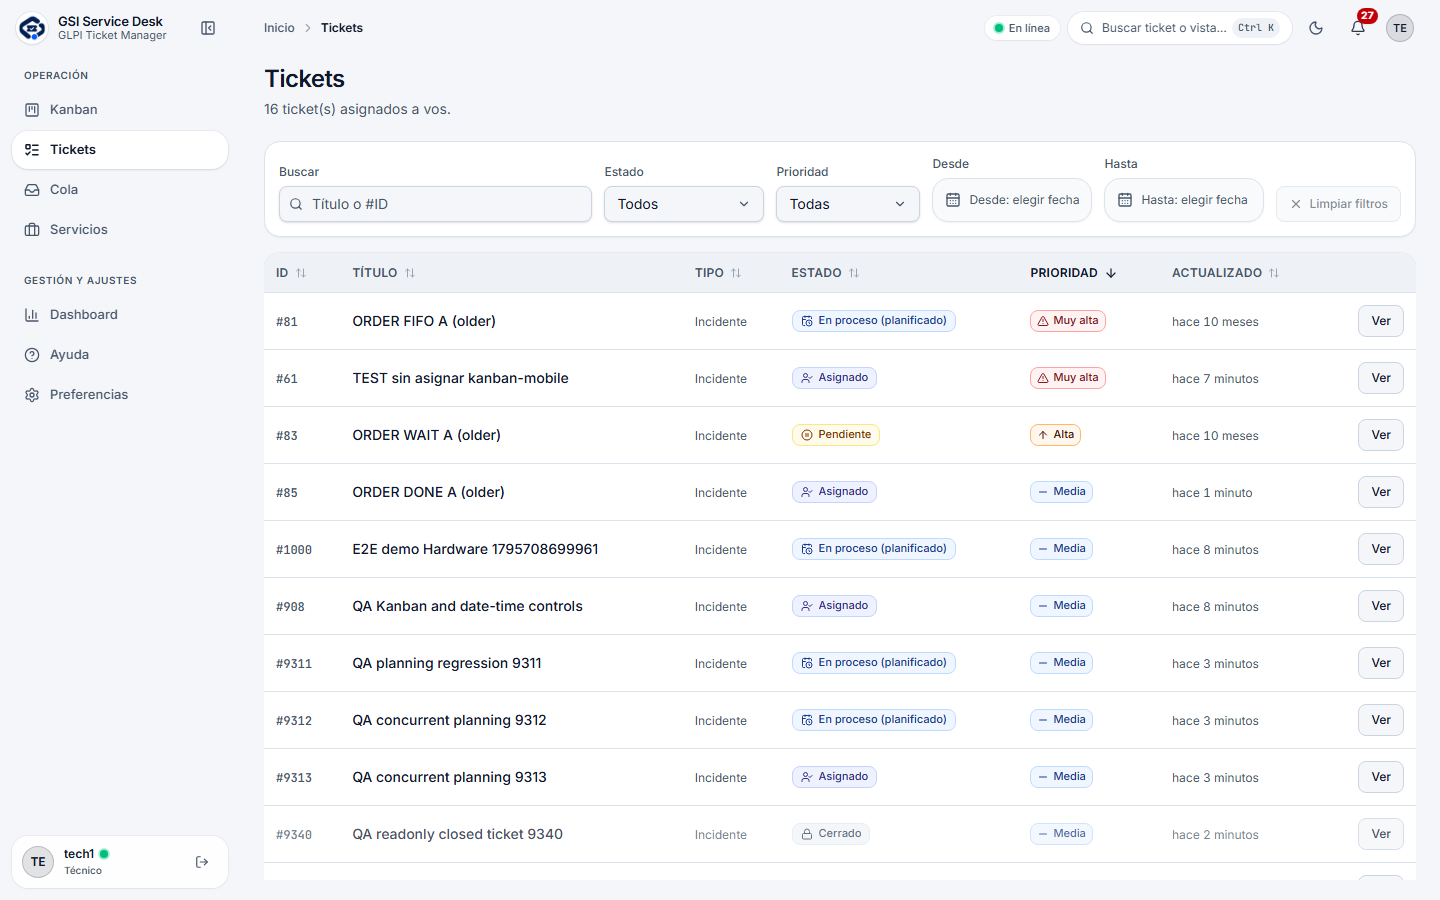 GSI Service Desk
GLPI Ticket Manager
Inicio > Tickets
En línea
Buscar ticket o vista...
Ctrl K
27
TE
OPERACIÓN
Kanban
Tickets
Cola
Servicios
GESTIÓN Y AJUSTES
Dashboard
Ayuda
Preferencias
TE
tech1
Técnico
Tickets
16 ticket(s) asignados a vos.
Buscar
Título o #ID
Estado
Todos
Prioridad
Todas
Desde
Desde: elegir fecha
Hasta
Hasta: elegir fecha
Limpiar filtros
ID TÍTULO TIPO ESTADO PRIORIDAD ACTUALIZADO
#81 ORDER FIFO A (older) Incidente En proceso (planificado) Muy alta hace 10 meses Ver
#61 TEST sin asignar kanban-mobile Incidente Asignado Muy alta hace 7 minutos Ver
#83 ORDER WAIT A (older) Incidente Pendiente Alta hace 10 meses Ver
#85 ORDER DONE A (older) Incidente Asignado Media hace 1 minuto Ver
#1000 E2E demo Hardware 1795708699961 Incidente En proceso (planificado) Media hace 8 minutos Ver
#908 QA Kanban and date-time controls Incidente Asignado Media hace 8 minutos Ver
#9311 QA planning regression 9311 Incidente En proceso (planificado) Media hace 3 minutos Ver
#9312 QA concurrent planning 9312 Incidente En proceso (planificado) Media hace 3 minutos Ver
#9313 QA concurrent planning 9313 Incidente Asignado Media hace 3 minutos Ver
#9340 QA readonly closed ticket 9340 Incidente Cerrado Media hace 2 minutos Ver